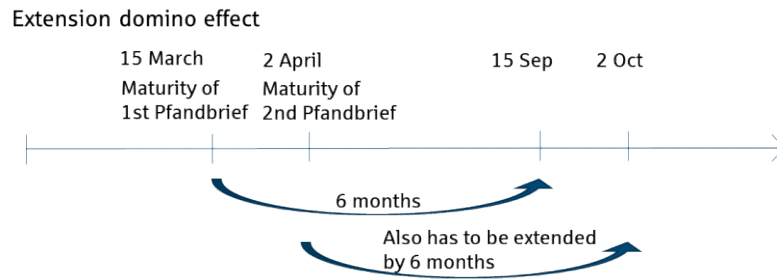 Extension domino effect
15 March
2 April
15 Sep
2 Oct
Maturity of
1st Pfandbrief
Maturity of
2nd Pfandbrief
6 months
Also has to be extended
by 6 months